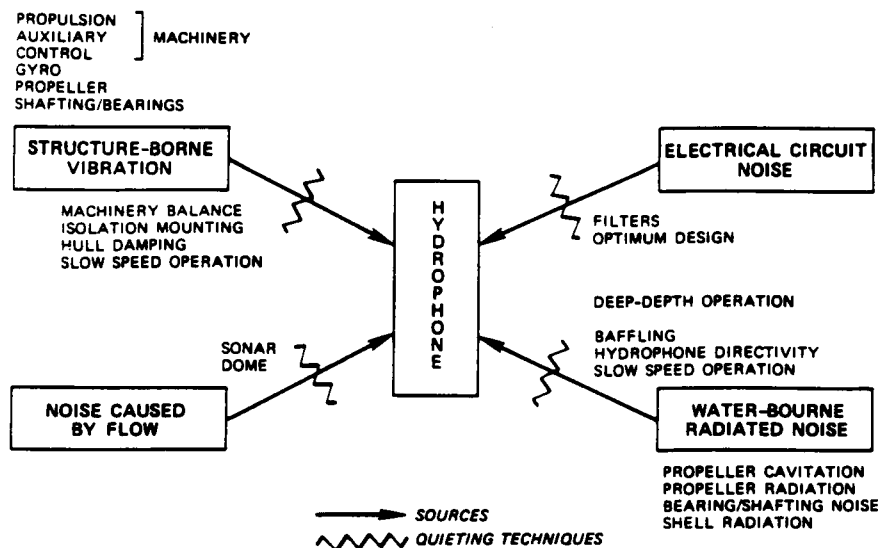 PROPULSION
AUXILIARY
CONTROL
MACHINERY
GYRO
PROPELLER
SHAFTING/BEARINGS
STRUCTURE-BORNE
VIBRATION
MACHINERY BALANCE
ISOLATION MOUNTING
HULL DAMPING
SLOW SPEED OPERATION
HYDROPHONE
ELECTRICAL CIRCUIT
NOISE
FILTERS
OPTIMUM DESIGN
SONAR
DOME
NOISE CAUSED
BY FLOW
DEEP-DEPTH OPERATION
BAFFLING
HYDROPHONE DIRECTIVITY
SLOW SPEED OPERATION
WATER-BOURNE
RADIATED NOISE
PROPELLER CAVITATION
PROPELLER RADIATION
BEARING/SHAFTING NOISE
SHELL RADIATION
SOURCES
QUIETING TECHNIQUES